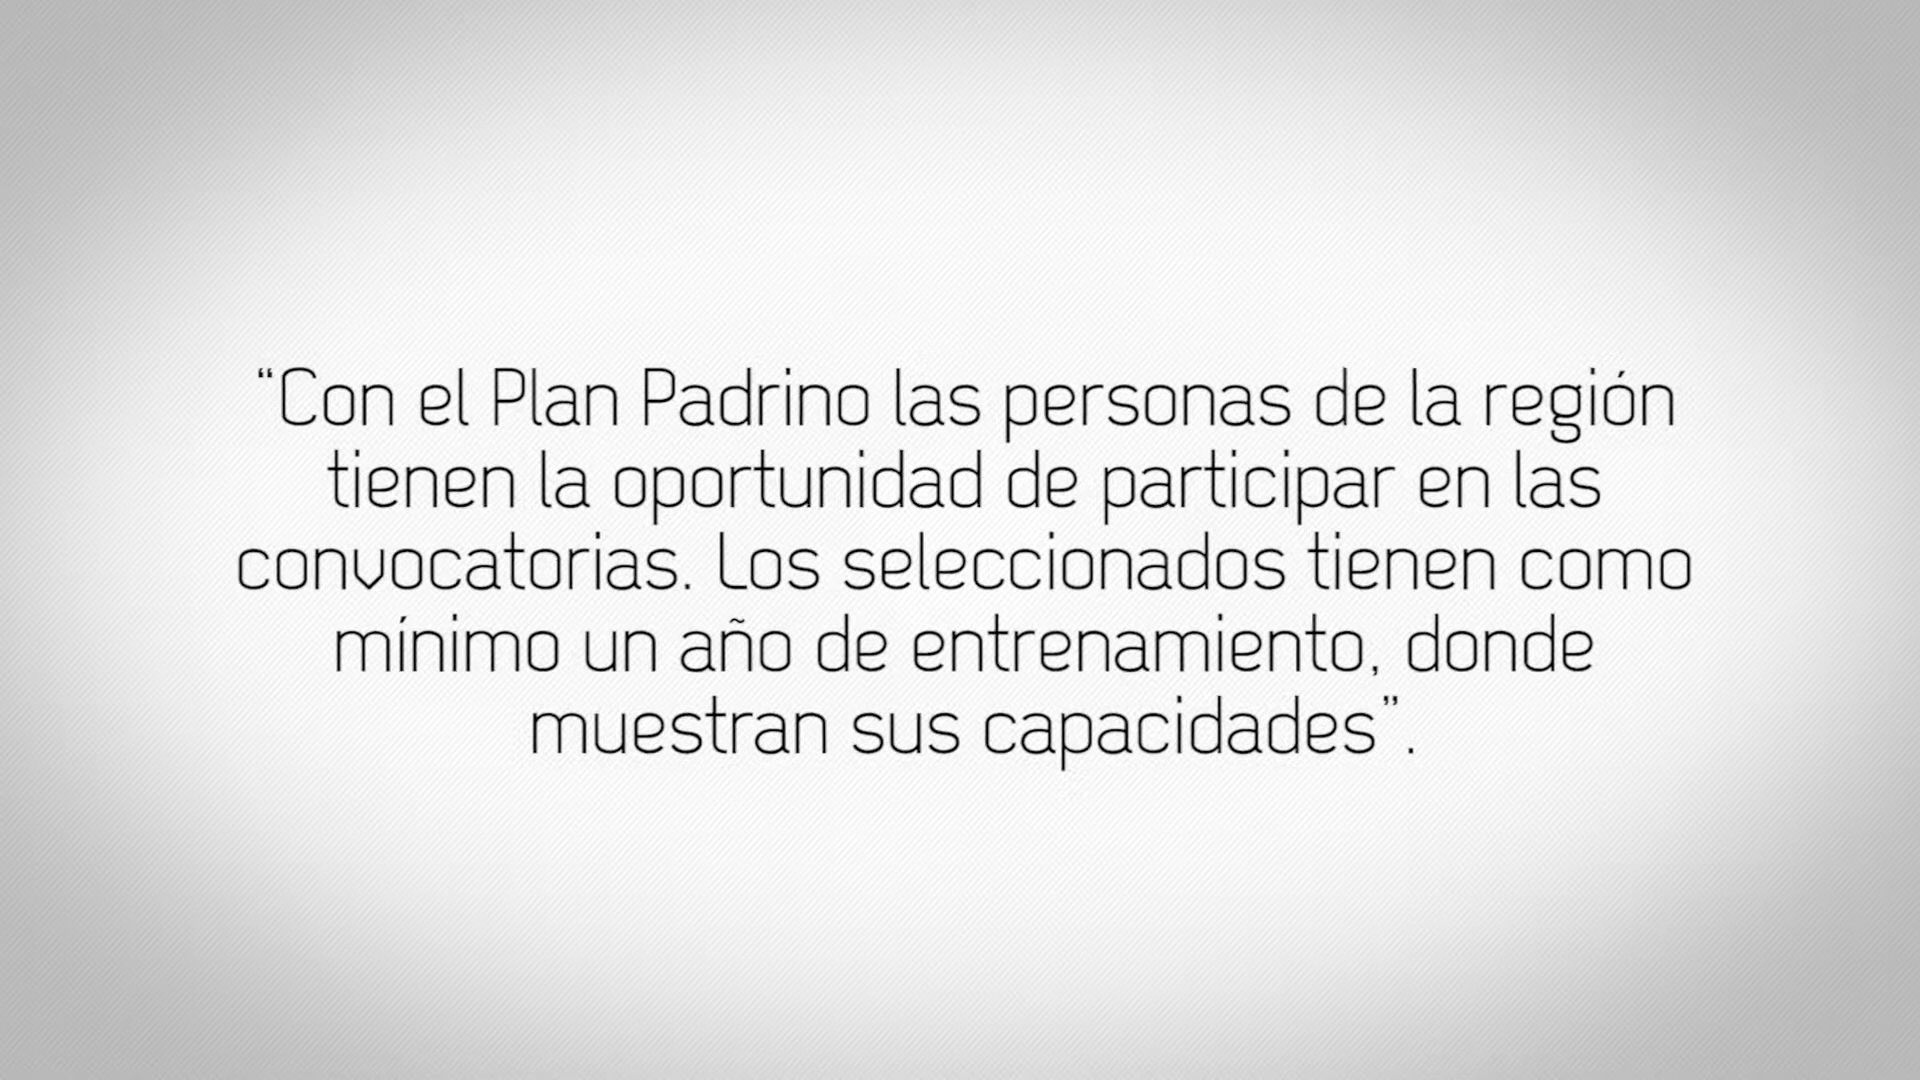 “Con el Plan Padrino las personas de la región
tienen la oportunidad de participar en las
convocatorias. Los seleccionados tienen como
mínimo un año de entrenamiento, donde
muestran sus capacidades”.